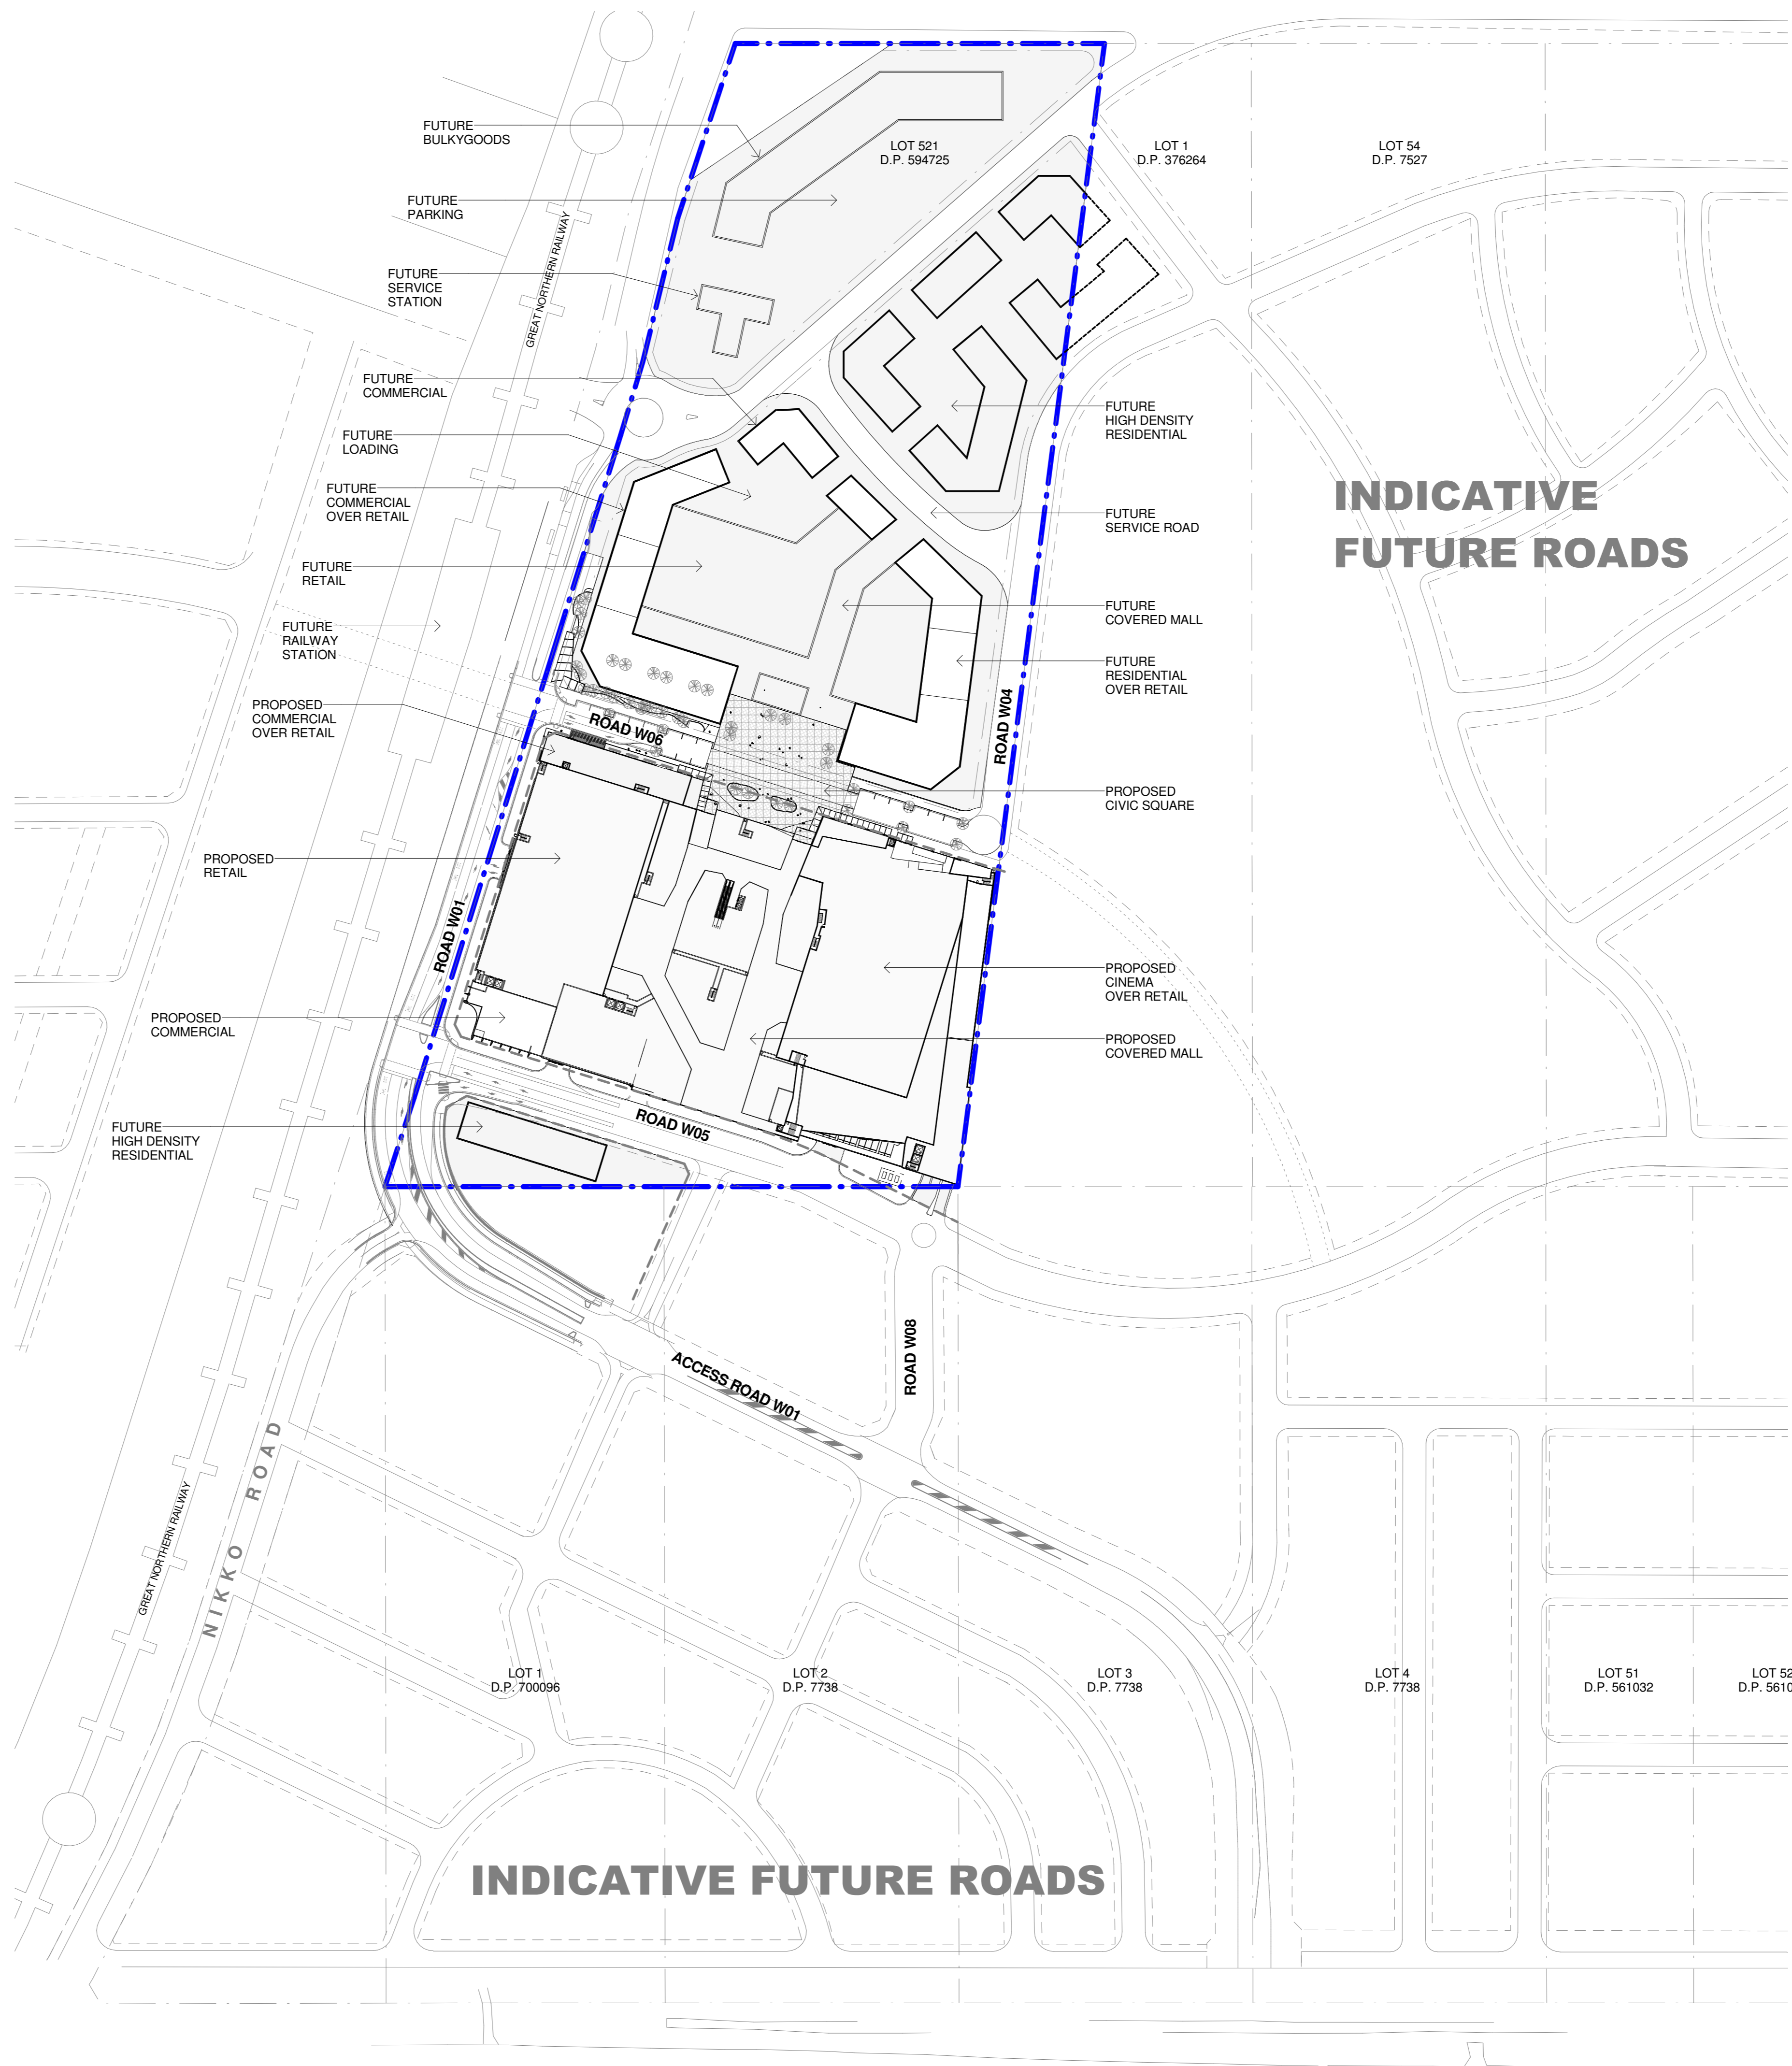 FUTURE
BULKYGOODS
LOT 521
D.P. 594725
LOT 1
D.P. 376264
LOT 54
D.P. 7527
FUTURE
PARKING
GREAT NORTHERN RAILWAY
FUTURE
SERVICE
STATION
FUTURE
COMMERCIAL
FUTURE
HIGH DENSITY
RESIDENTIAL
FUTURE
LOADING
INDICATIVE
FUTURE ROADS
FUTURE
COMMERCIAL
OVER RETAIL
FUTURE
SERVICE ROAD
FUTURE
RETAIL
FUTURE
COVERED MALL
FUTURE
RAILWAY
STATION
FUTURE
RESIDENTIAL
OVER RETAIL
PROPOSED
COMMERCIAL
OVER RETAIL
ROAD W06
ROAD W04
PROPOSED
CIVIC SQUARE
PROPOSED
RETAIL
ROAD W01
PROPOSED
CINEMA
OVER RETAIL
PROPOSED
COMMERCIAL
PROPOSED
COVERED MALL
FUTURE
HIGH DENSITY
RESIDENTIAL
ROAD W05
ROAD W08
ACCESS ROAD W01
NIKKO ROAD
GREAT NORTHERN RAILWAY
LOT 1
D.P. 700096
LOT 2
D.P. 7738
LOT 3
D.P. 7738
LOT 4
D.P. 7738
LOT 51
D.P. 561032
LOT 52
D.P. 5610
INDICATIVE FUTURE ROADS